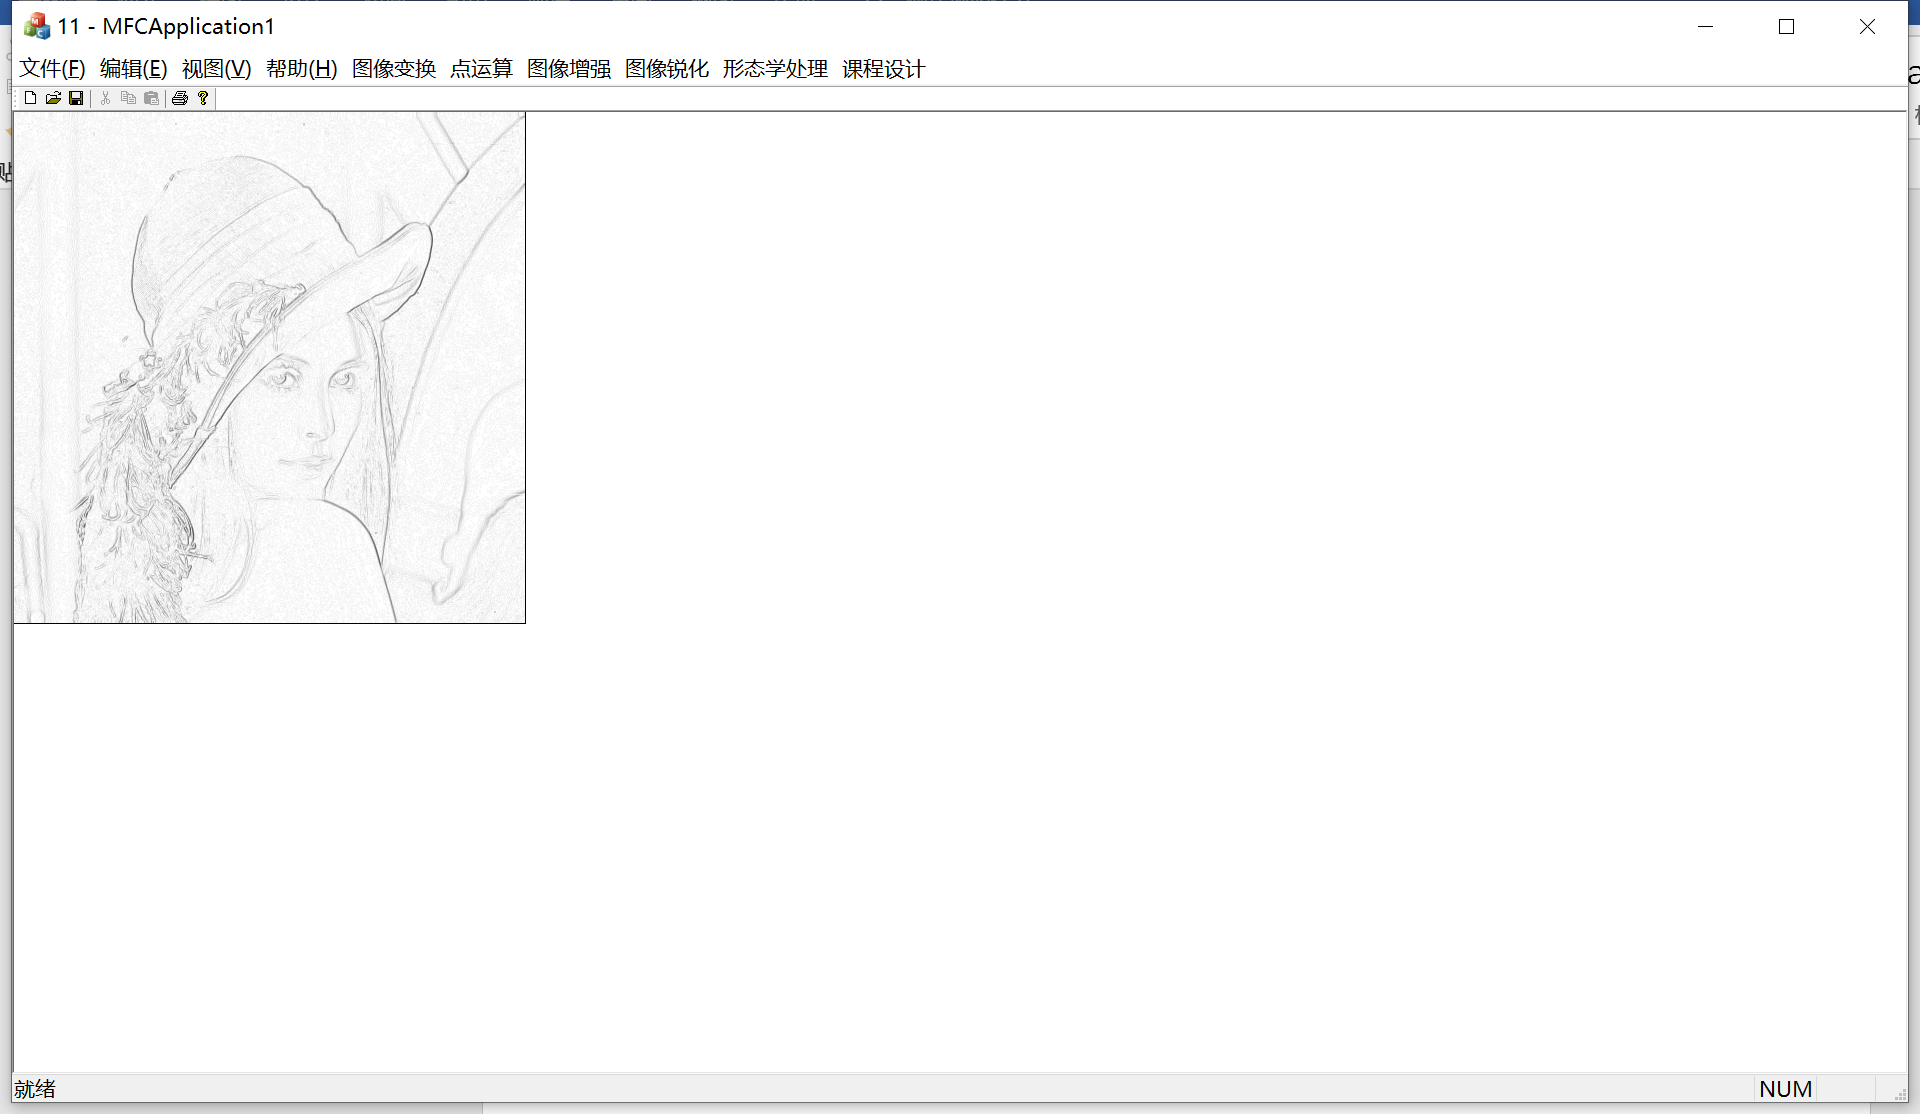 11 - MFCApplication1
文件(F) 编辑(E) 视图(V) 帮助(H) 图像变换 点运算 图像增强 图像锐化 形态学处理 课程设计
就绪 NUM